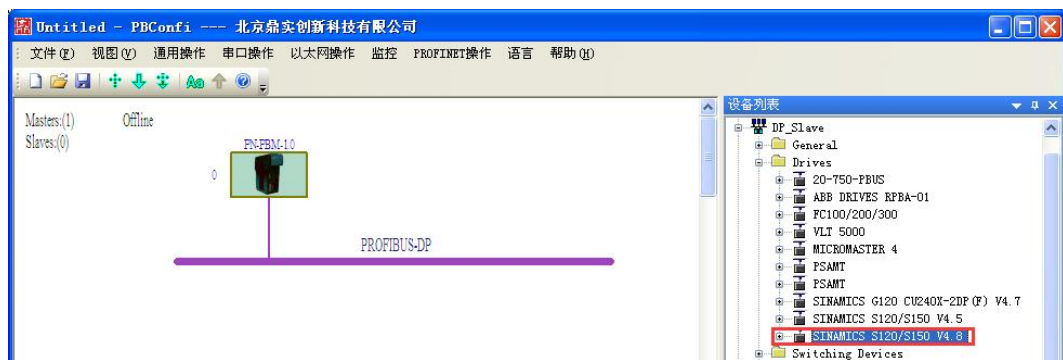 Untitled - PBConfi --- 北京鼎实创新科技有限公司
文件(F) 视图(V) 通用操作 串口操作 以太网操作 监控 PROFINET操作 语言 帮助(H)
Aa
设备列表
Masters:(1) Offline
Slaves:(0)
PN-PBM-1.0
0
PROFIBUS-DP
DP_Slave
General
Drives
20-750-PBUS
ABB DRIVES RPBA-01
FC100/200/300
VLT 5000
MICROMASTER 4
PSAMT
PSAMT
SINAMICS G120 CU240X-2DP(F) V4.7
SINAMICS S120/S150 V4.5
SINAMICS S120/S150 V4.8
Switching Devices